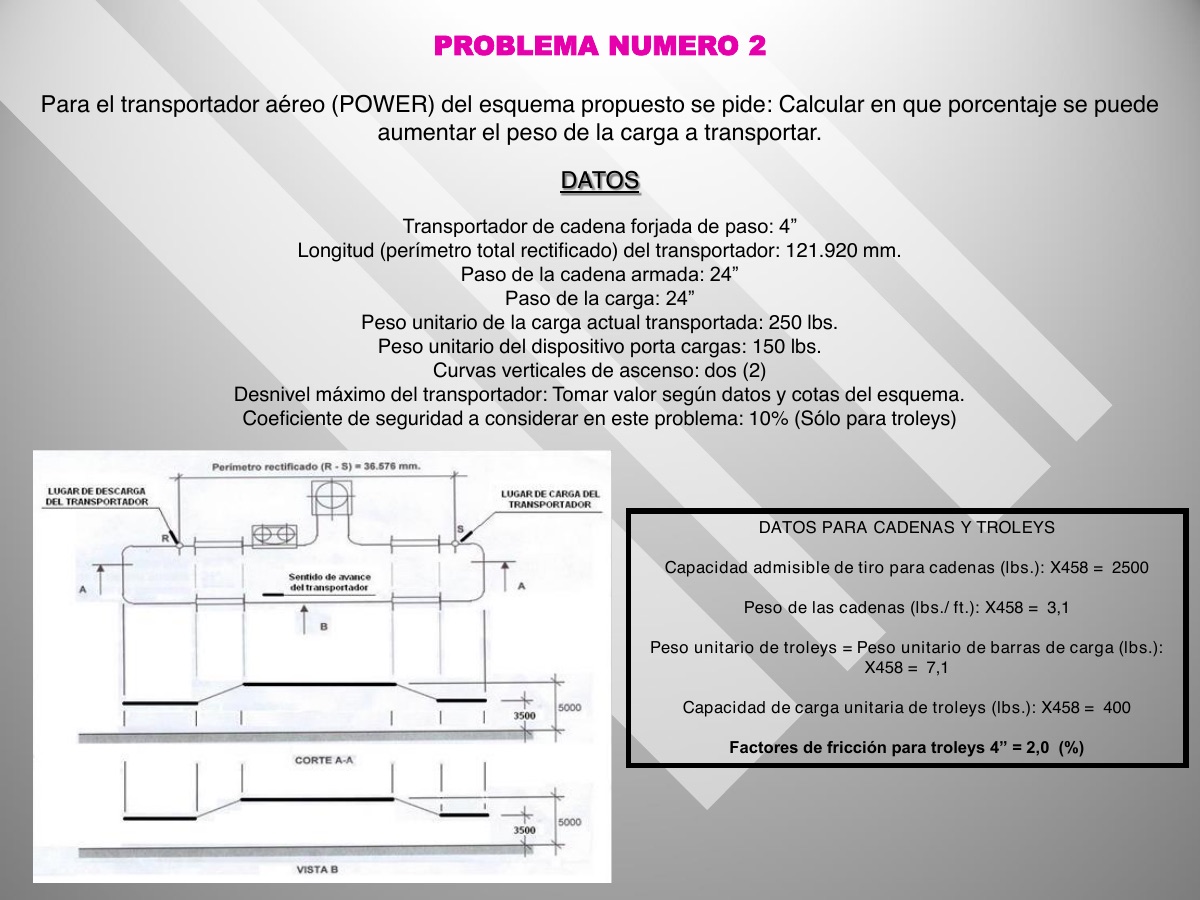 PROBLEMA NUMERO 2
Para el transportador aéreo (POWER) del esquema propuesto se pide: Calcular en que porcentaje se puede
aumentar el peso de la carga a transportar.
DATOS
Transportador de cadena forjada de paso: 4”
Longitud (perímetro total rectificado) del transportador: 121.920 mm.
Paso de la cadena armada: 24”
Paso de la carga: 24”
Peso unitario de la carga actual transportada: 250 lbs.
Peso unitario del dispositivo porta cargas: 150 lbs.
Curvas verticales de ascenso: dos (2)
Desnivel máximo del transportador: Tomar valor según datos y cotas del esquema.
Coeficiente de seguridad a considerar en este problema: 10% (Sólo para troleys)
Perímetro rectificado (R - S) = 36.576 mm.
LUGAR DE DESCARGA
DEL TRANSPORTADOR
LUGAR DE CARGA DEL
TRANSPORTADOR
R
S
A
A
Sentido de avance
del transportador
B
3500
5000
CORTE A-A
3500
5000
VISTA B
DATOS PARA CADENAS Y TROLEYS
Capacidad admisible de tiro para cadenas (lbs.): X458 = 2500
Peso de las cadenas (lbs./ ft.): X458 = 3,1
Peso unitario de troleys = Peso unitario de barras de carga (lbs.):
X458 = 7,1
Capacidad de carga unitaria de troleys (lbs.): X458 = 400
Factores de fricción para troleys 4” = 2,0 (%)